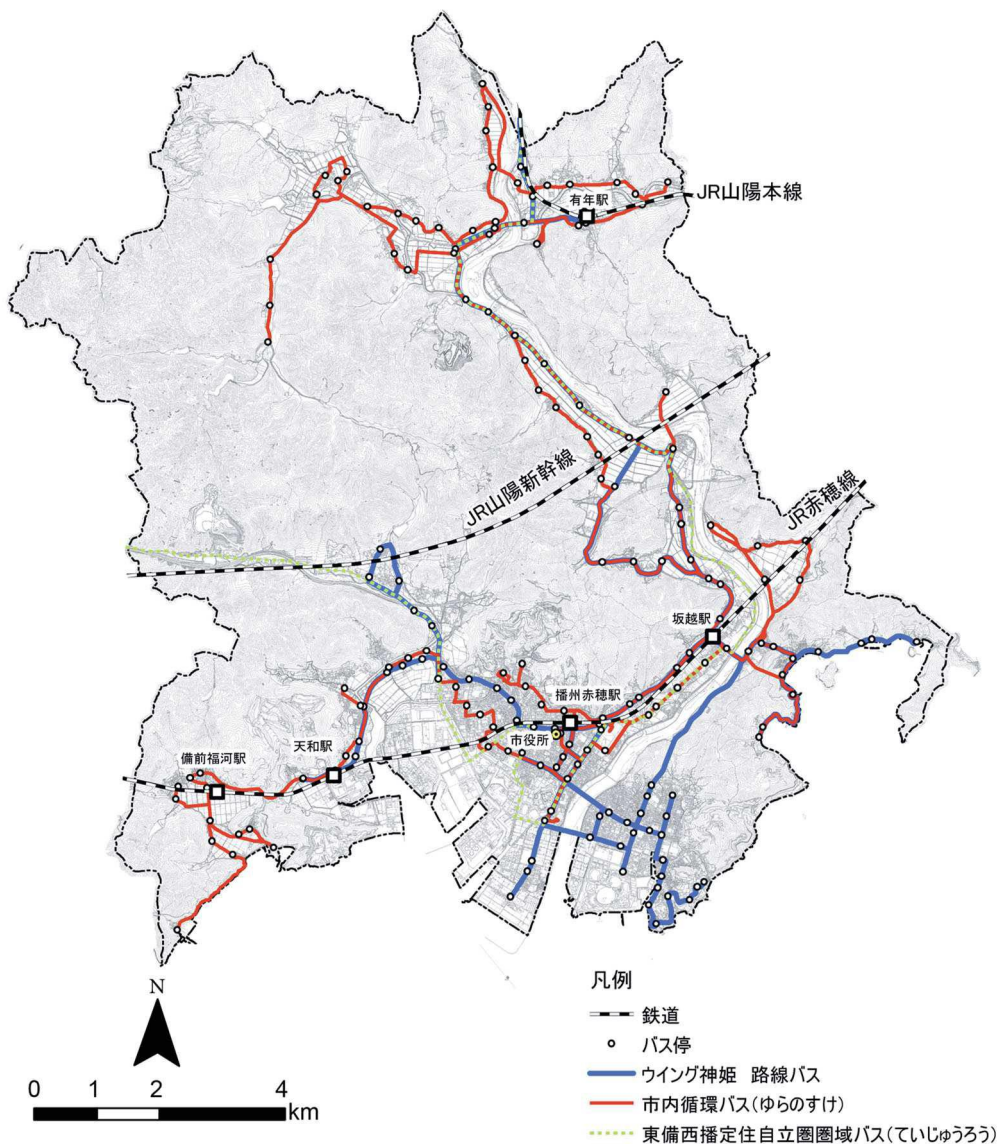 JR山陽本線
有年駅
JR山陽新幹線
JR赤穂線
坂越駅
播州赤穂駅
市役所
天和駅
備前福河駅
N
0 1 2 4
km
凡例
鉄道
バス停
ウイング神姫 路線バス
市内循環バス(ゆらのすけ)
東備西播定住自立圏圏域バス(ていじゅうろう)